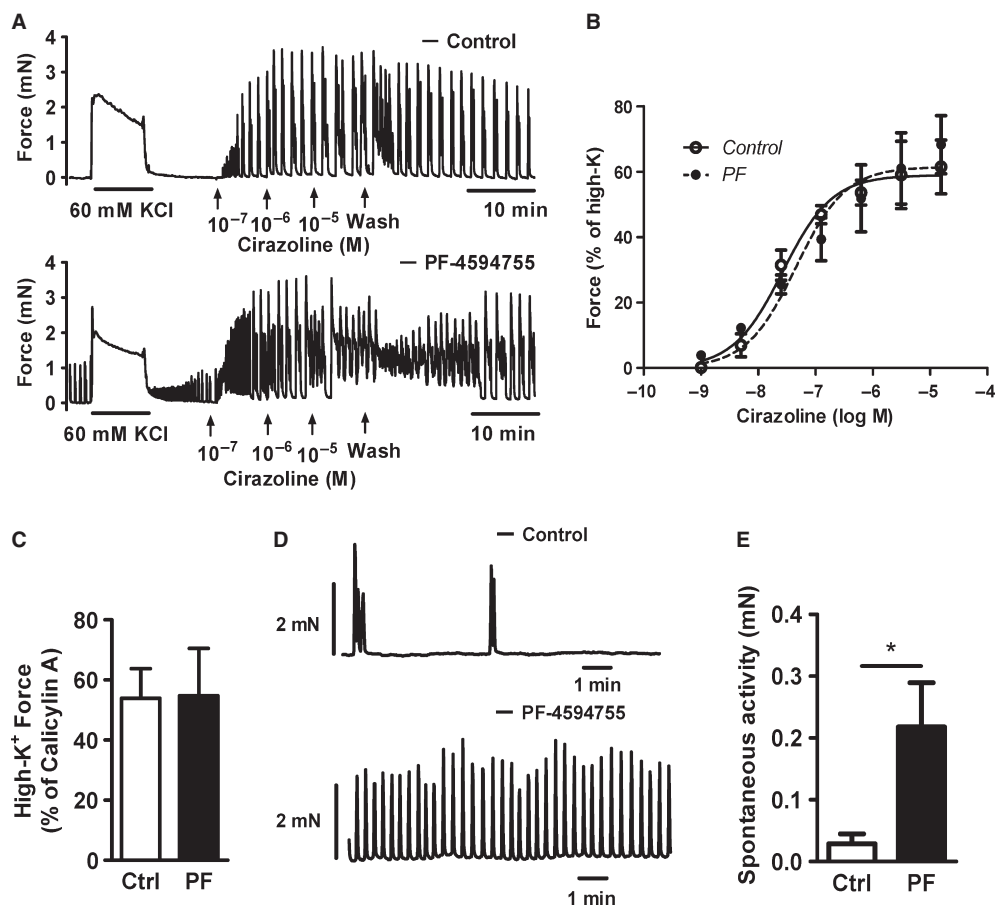 A
4
3
2
1
0
Force (mN)
— Control
60 mM KCl
10⁻⁷ 10⁻⁶ 10⁻⁵ Wash
Cirazoline (M)
10 min
4
3
2
1
0
Force (mN)
— PF-4594755
60 mM KCl
10⁻⁷ 10⁻⁶ 10⁻⁵ Wash
Cirazoline (M)
10 min
B
80
60
40
20
0
Force (% of high-K)
Control
PF
−10 −9 −8 −7 −6 −5 −4
Cirazoline (log M)
C
80
60
40
20
0
High-K⁺ Force
(% of Calicylin A)
Ctrl PF
D
— Control
2 mN
1 min
— PF-4594755
2 mN
1 min
E
0.4
0.3
0.2
0.1
0.0
Spontaneous activity (mN)
*
Ctrl PF